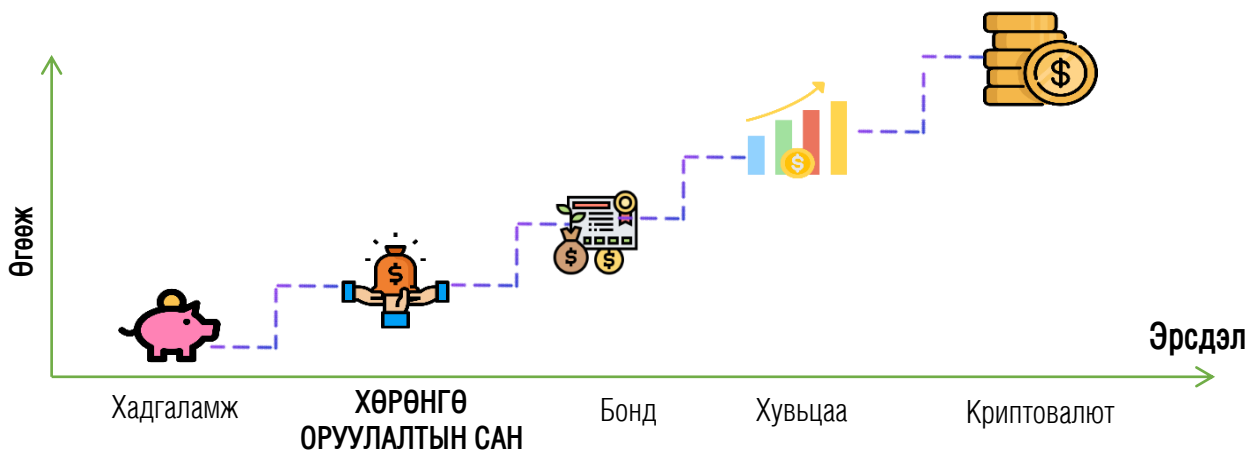 Өгөөж
Эрсдэл
Хадгаламж
ХӨРӨНГӨ
ОРУУЛАЛТЫН САН
Бонд
Хувьцаа
Криптовалют